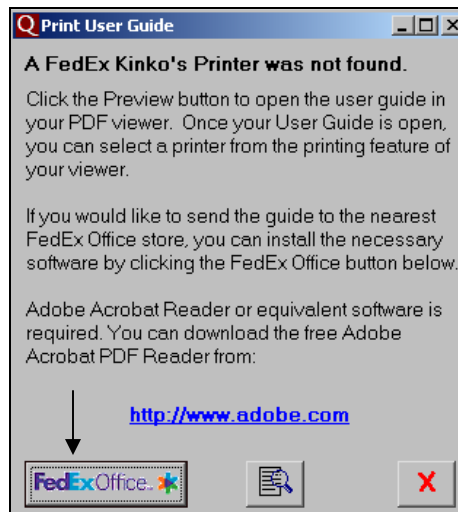 Q Print User Guide
A FedEx Kinko's Printer was not found.
Click the Preview button to open the user guide in
your PDF viewer. Once your User Guide is open,
you can select a printer from the printing feature of
your viewer.
If you would like to send the guide to the nearest
FedEx Office store, you can install the necessary
software by clicking the FedEx Office button below.
Adobe Acrobat Reader or equivalent software is
required. You can download the free Adobe
Acrobat PDF Reader from:
http://www.adobe.com
FedExOffice.